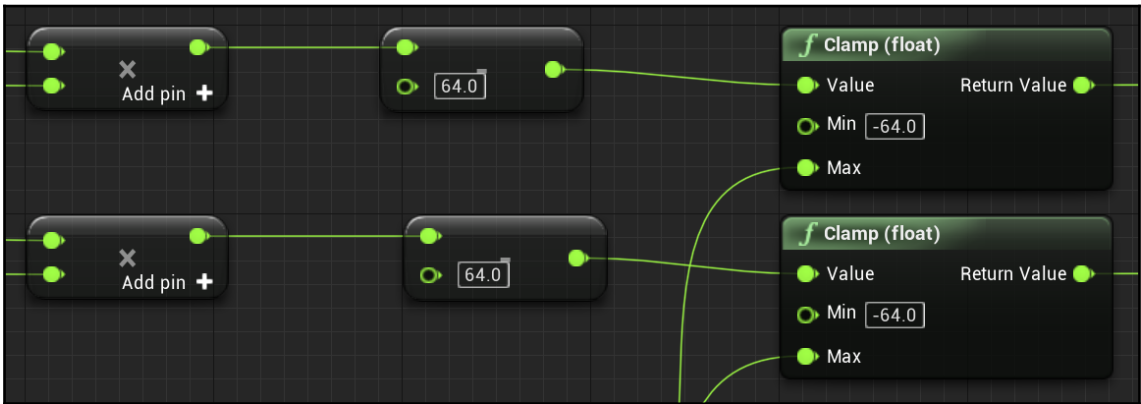 f Clamp (float)
× - 64.0 Value Return Value
Add pin + Min -64.0
Max
f Clamp (float)
× - 64.0 Value Return Value
Add pin + Min -64.0
Max